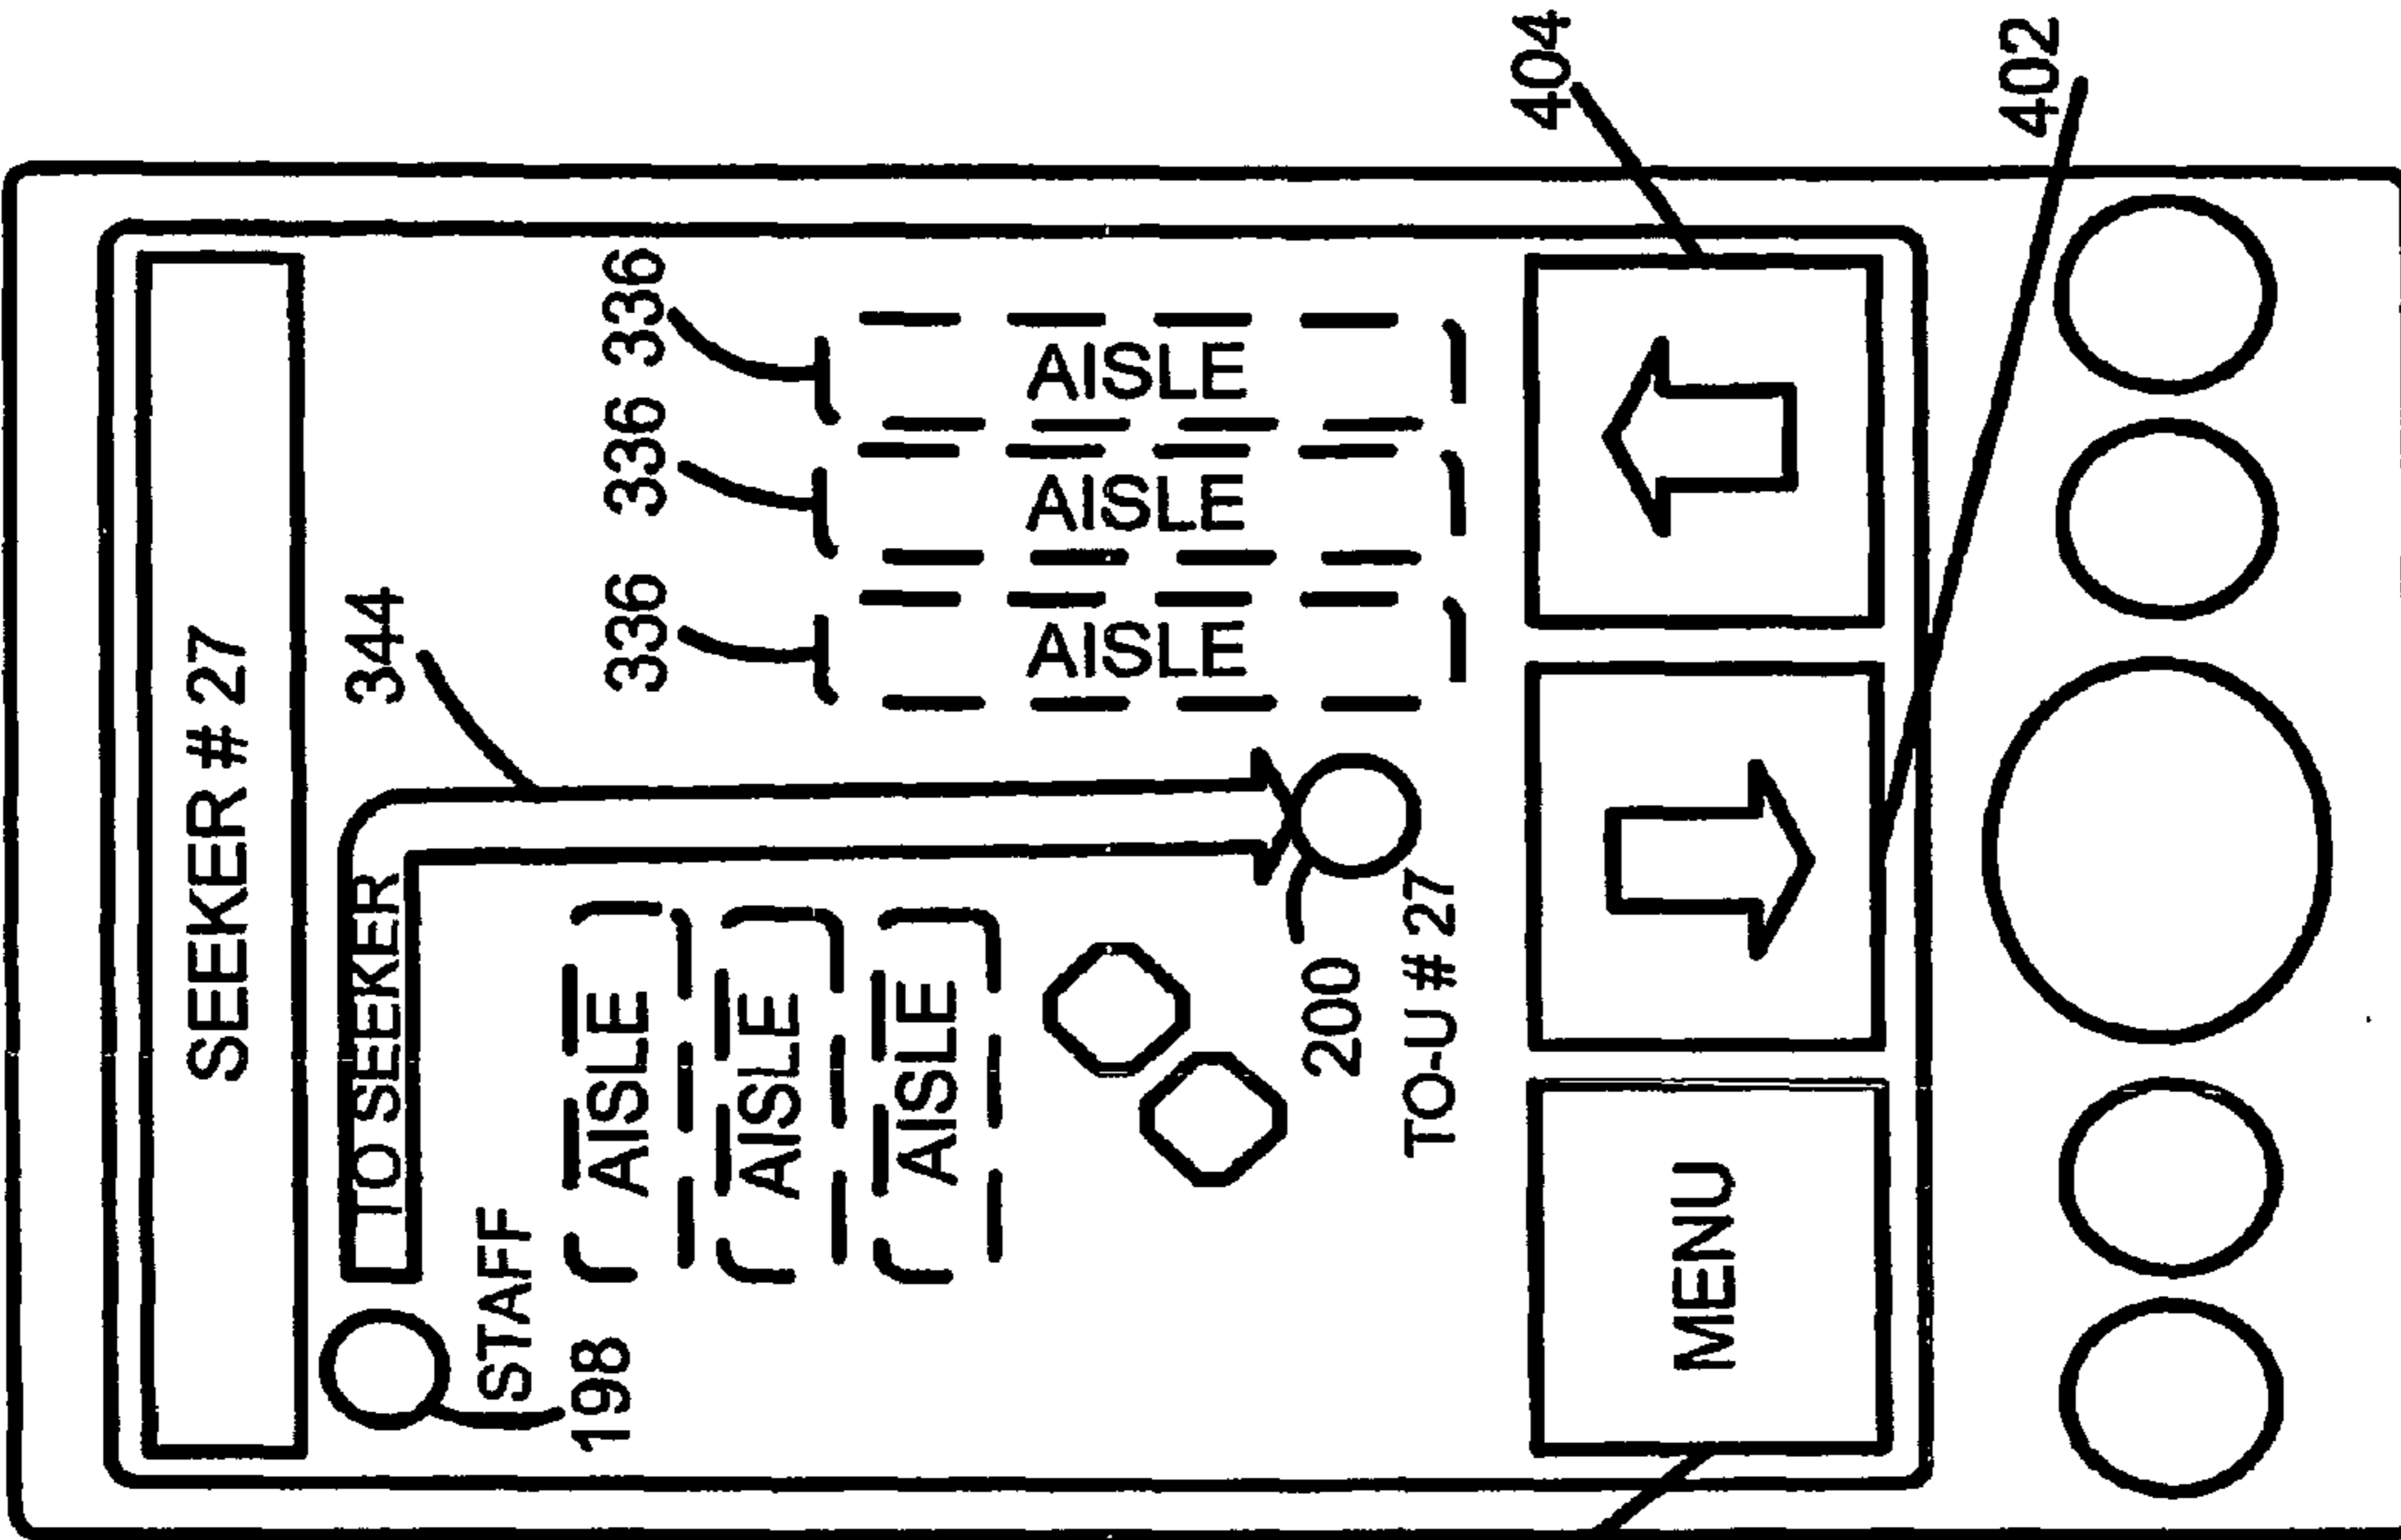 SEEKER # 27
TO SEEKER
344
STAFF
198
AISLE
336 336 336
AISLE
AISLE
AISLE AISLE AISLE
200
TO-U # 27
404
MENU
402